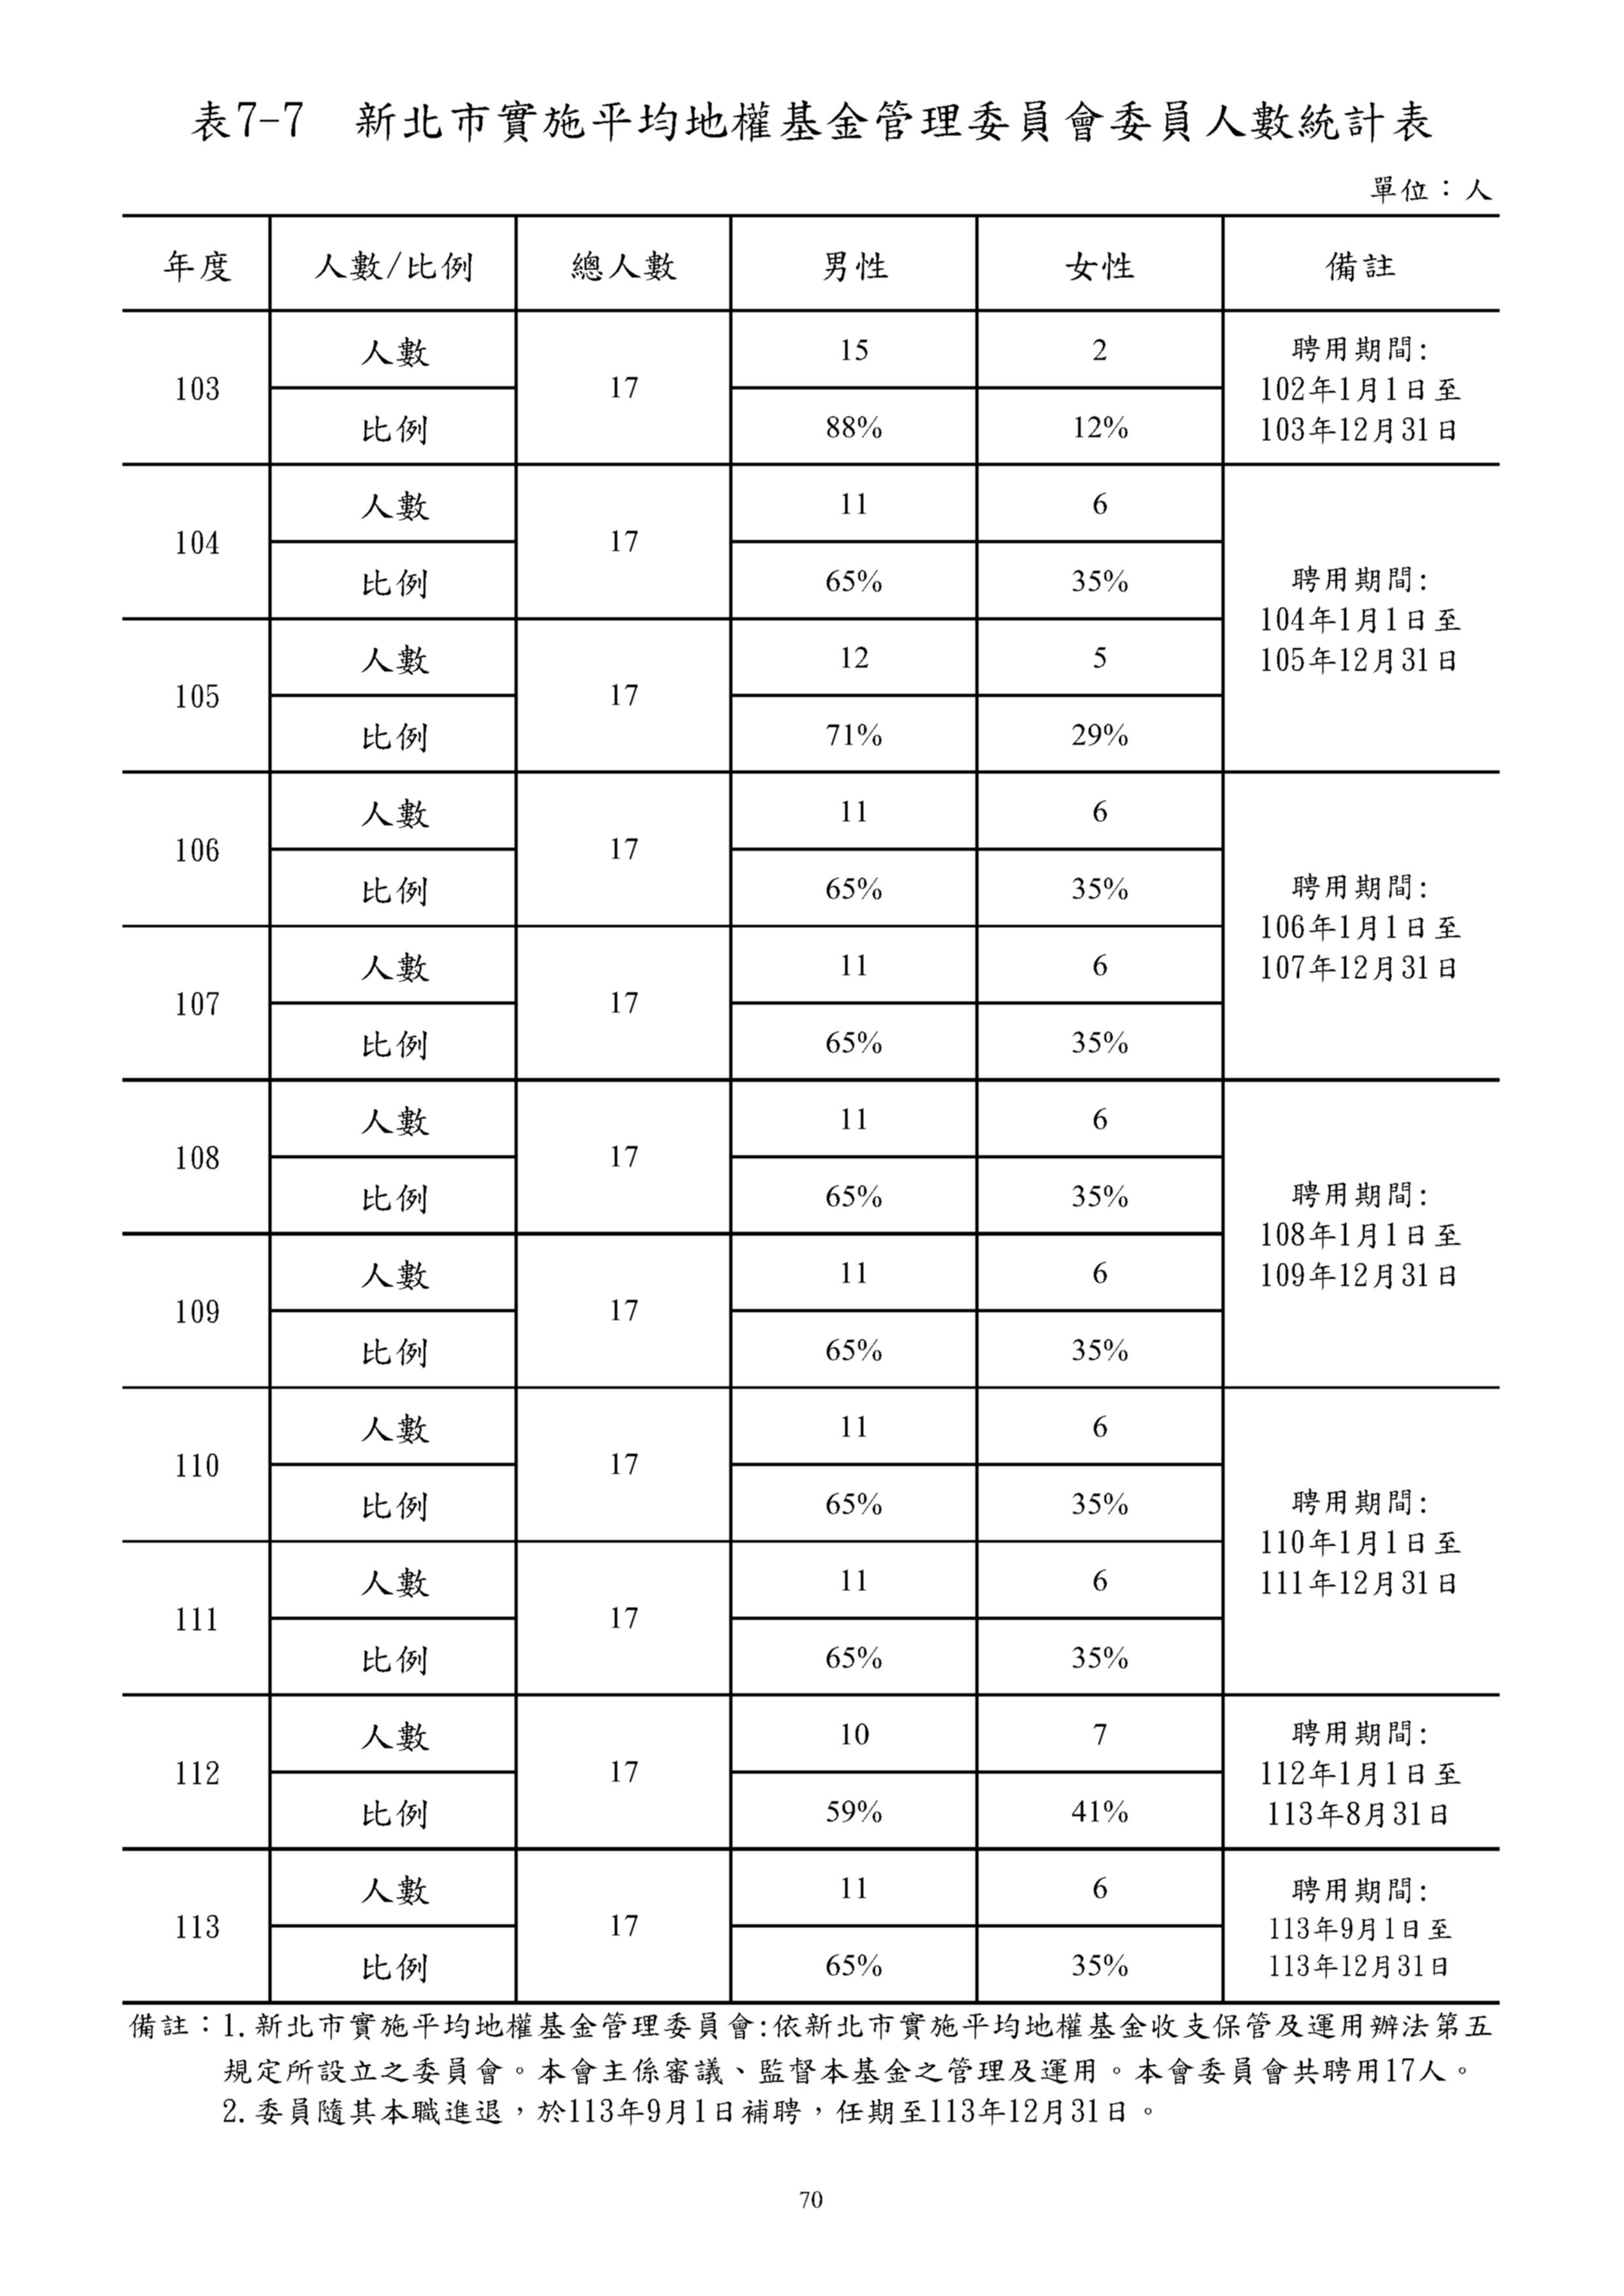 表7-7　新北市實施平均地權基金管理委員會委員人數統計表
單位：人
年度 人數/比例 總人數 男性 女性 備註
103 人數 17 15 2 聘用期間:
102年1月1日至
103年12月31日
比例 88% 12%
104 人數 17 11 6
比例 65% 35%
聘用期間:
104年1月1日至
105年12月31日
105 人數 17 12 5
比例 71% 29%
106 人數 17 11 6
比例 65% 35%
聘用期間:
106年1月1日至
107年12月31日
107 人數 17 11 6
比例 65% 35%
108 人數 17 11 6
比例 65% 35%
聘用期間:
108年1月1日至
109年12月31日
109 人數 17 11 6
比例 65% 35%
110 人數 17 11 6
比例 65% 35%
聘用期間:
110年1月1日至
111年12月31日
111 人數 17 11 6
比例 65% 35%
112 人數 17 10 7
比例 59% 41%
聘用期間:
112年1月1日至
113年8月31日
113 人數 17 11 6
比例 65% 35%
聘用期間:
113年9月1日至
113年12月31日
備註：1.新北市實施平均地權基金管理委員會:依新北市實施平均地權基金收支保管及運用辦法第五
規定所設立之委員會。本會主係審議、監督本基金之管理及運用。本會委員會共聘用17人。
2.委員隨其本職進退，於113年9月1日補聘，任期至113年12月31日。
70